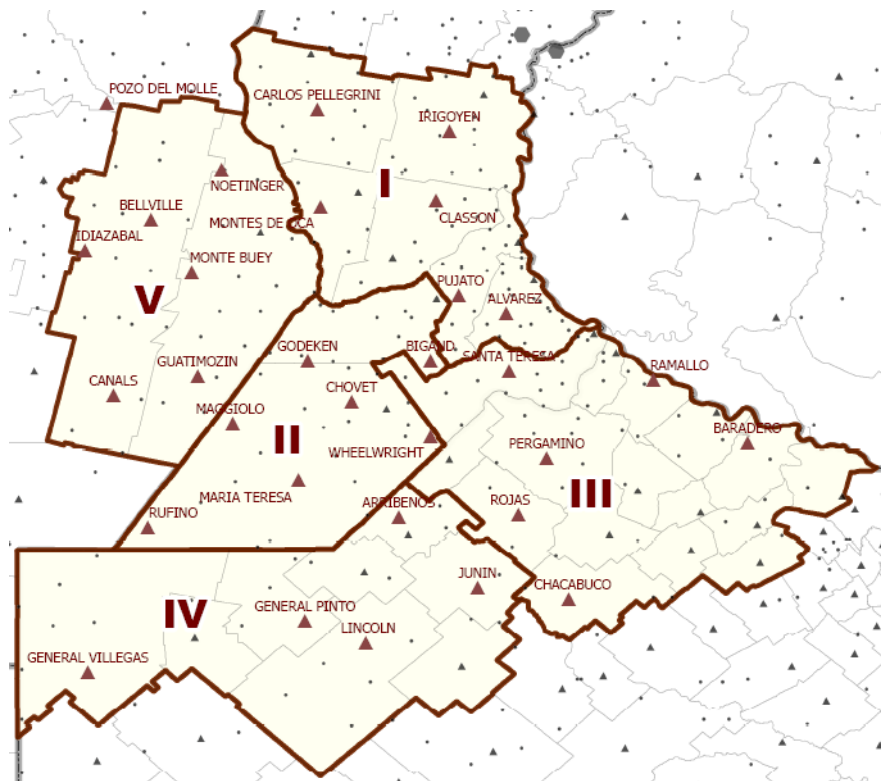 POZO DEL MOLLE
CARLOS PELLEGRINI
IRIGOYEN
NOETINGER
I
BELLVILLE
MONTES DE OCA
CLASSON
IDIAZABAL
MONTE BUEY
PUJATO
V
ALVAREZ
GODEKEN
BIGAND
SANTA TERESA
GUATIMOZIN
RAMALLO
CANALS
CHOVET
MAGGIOLO
BARADERO
II
WHEELWRIGHT
PERGAMINO
MARIA TERESA
III
ARRIBENOS
ROJAS
RUFINO
JUNIN
CHACABUCO
IV
GENERAL PINTO
LINCOLN
GENERAL VILLEGAS